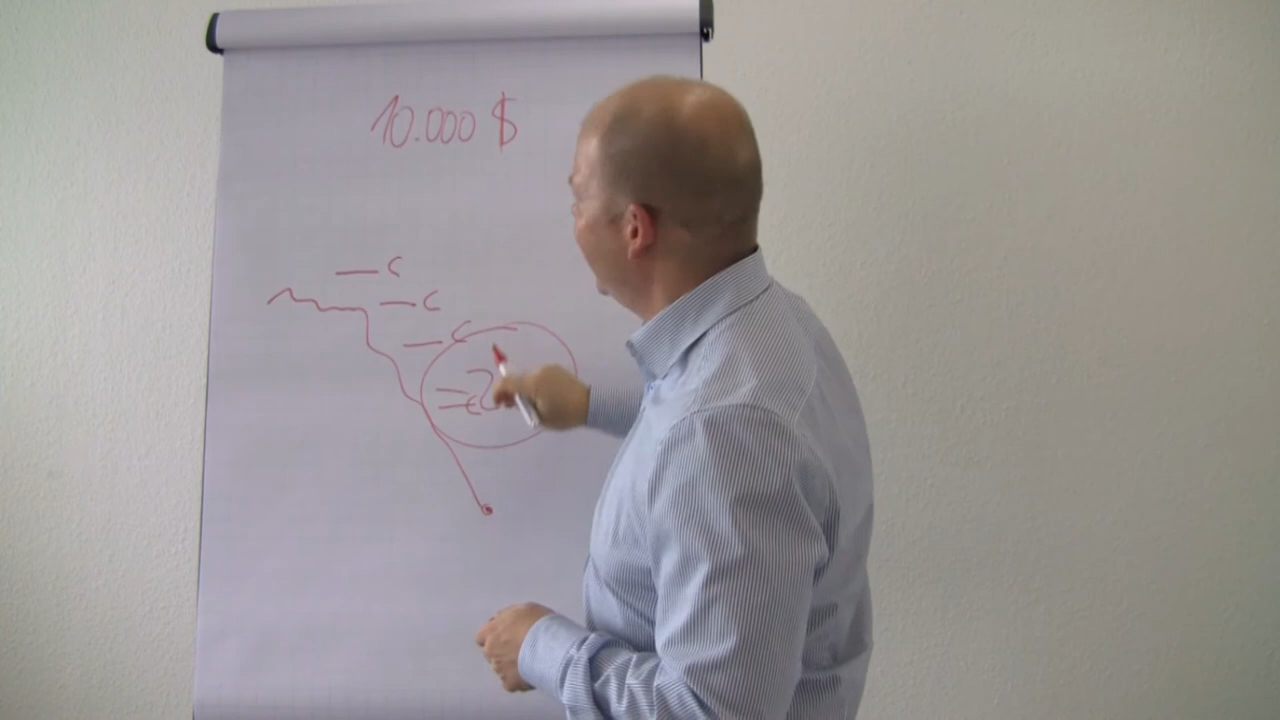 10.000 $
— C
— C
— C